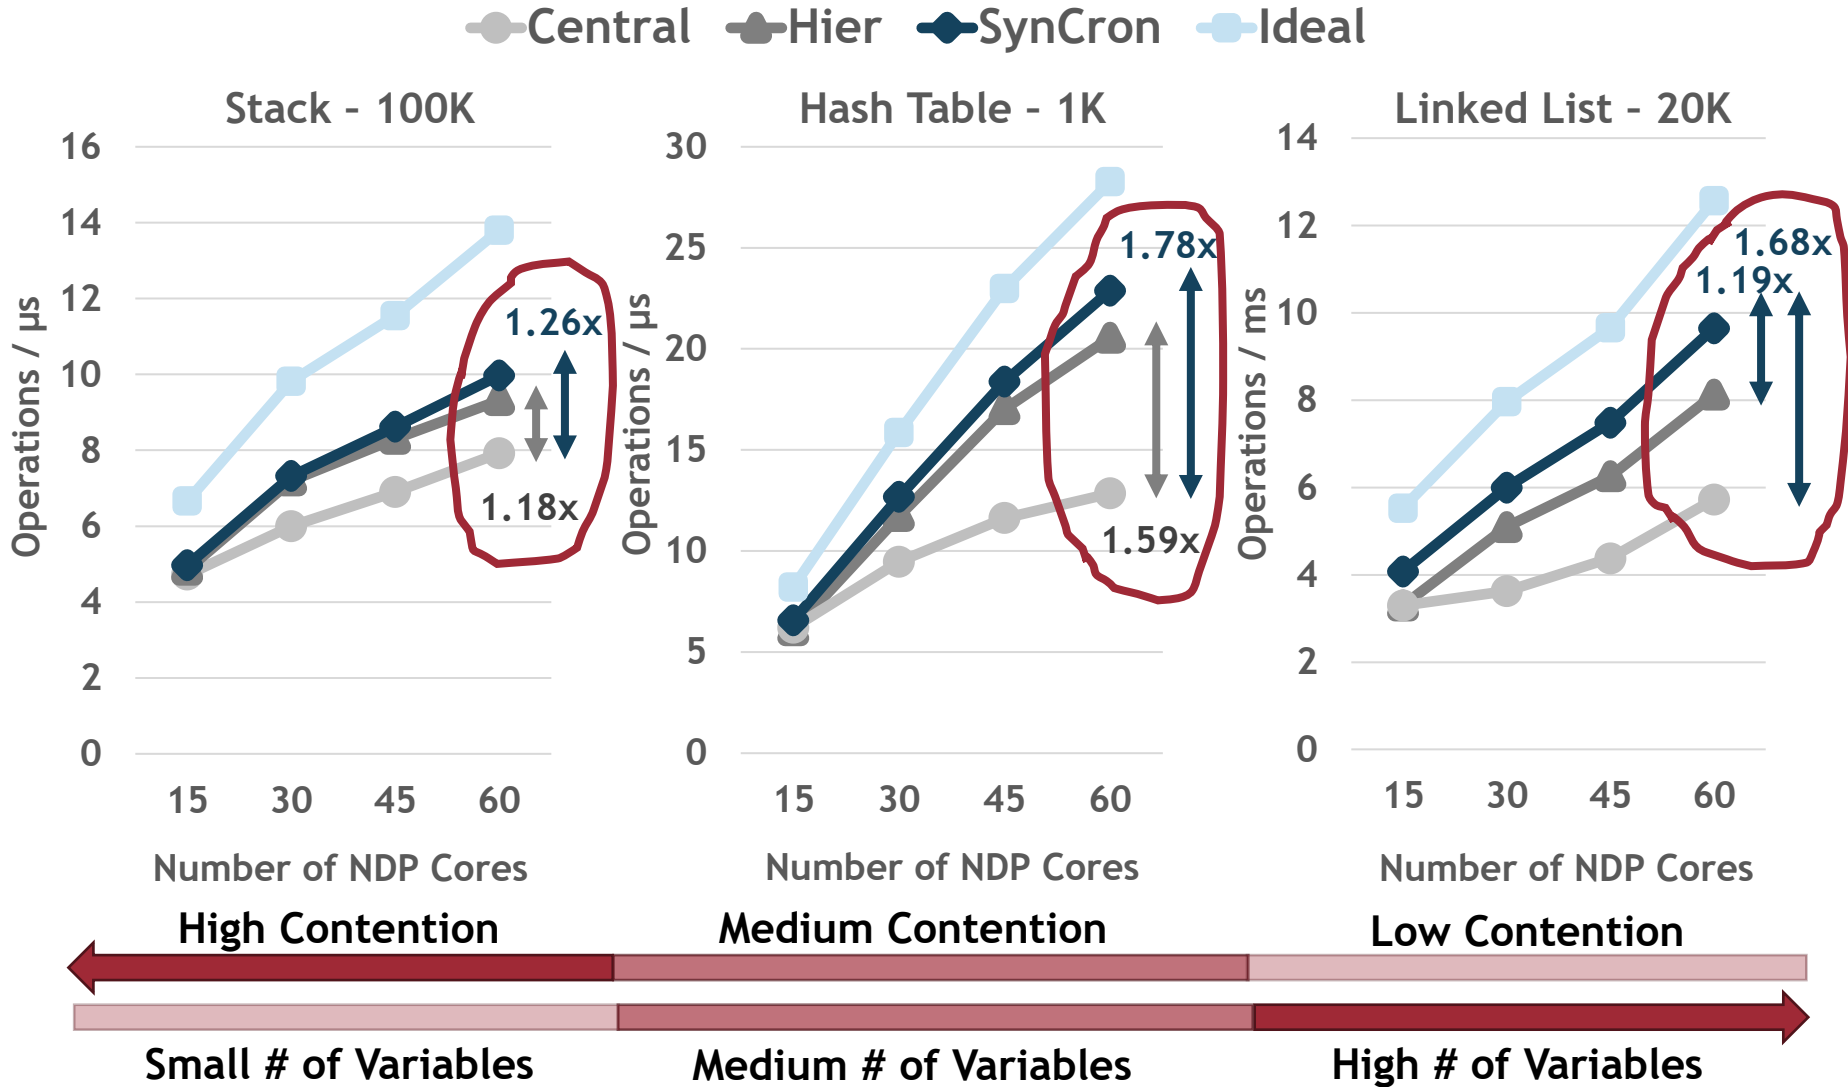 Central Hier SynCron Ideal
Stack – 100K
Operations / µs
16
14
12
10
8
6
4
2
0
1.26x
1.18x
15 30 45 60
Number of NDP Cores
Hash Table – 1K
Operations / µs
30
25
20
15
10
5
0
1.78x
1.59x
15 30 45 60
Number of NDP Cores
Linked List – 20K
Operations / ms
14
12
10
8
6
4
2
0
1.68x
1.19x
15 30 45 60
Number of NDP Cores
High Contention Medium Contention Low Contention
Small # of Variables Medium # of Variables High # of Variables